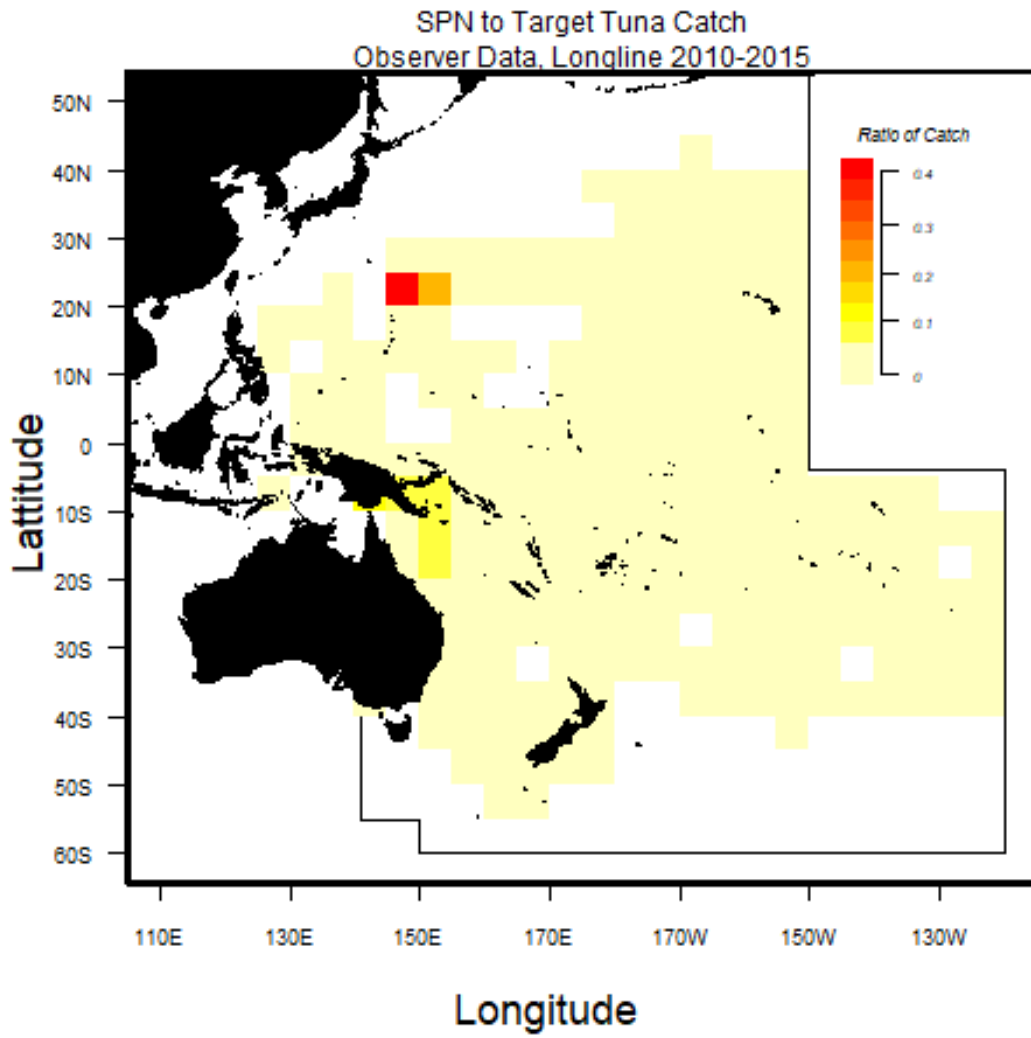 SPN to Target Tuna Catch
Observer Data, Longline 2010-2015
Ratio of Catch
0.4
0.3
0.2
0.1
0
50N
40N
30N
20N
10N
0
10S
20S
30S
40S
50S
60S
Lattitude
110E
130E
150E
170E
170W
150W
130W
Longitude